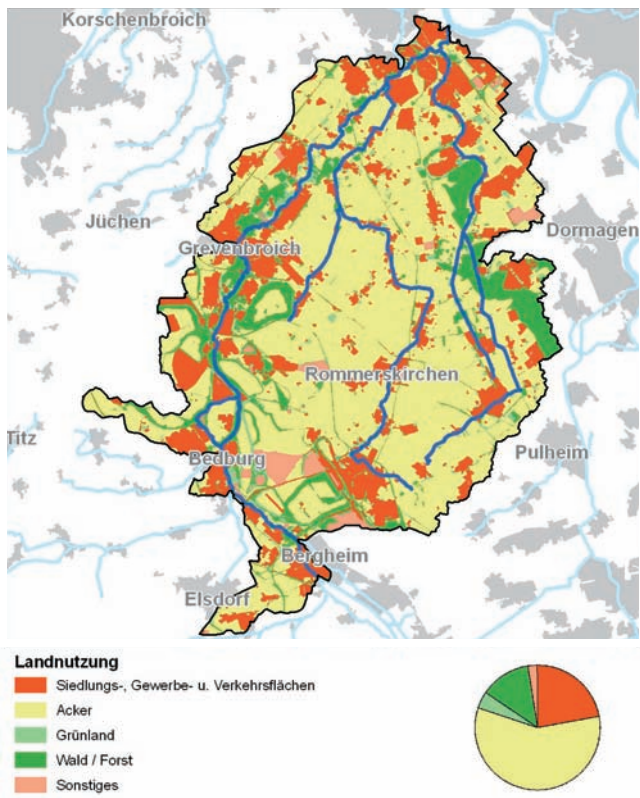 Korschenbroich
Jüchen
Dormagen
Grevenbroich
Rommerskirchen
Titz
Pulheim
Bedburg
Bergheim
Elsdorf
Landnutzung
Siedlungs-, Gewerbe- u. Verkehrsflächen
Acker
Grünland
Wald / Forst
Sonstiges